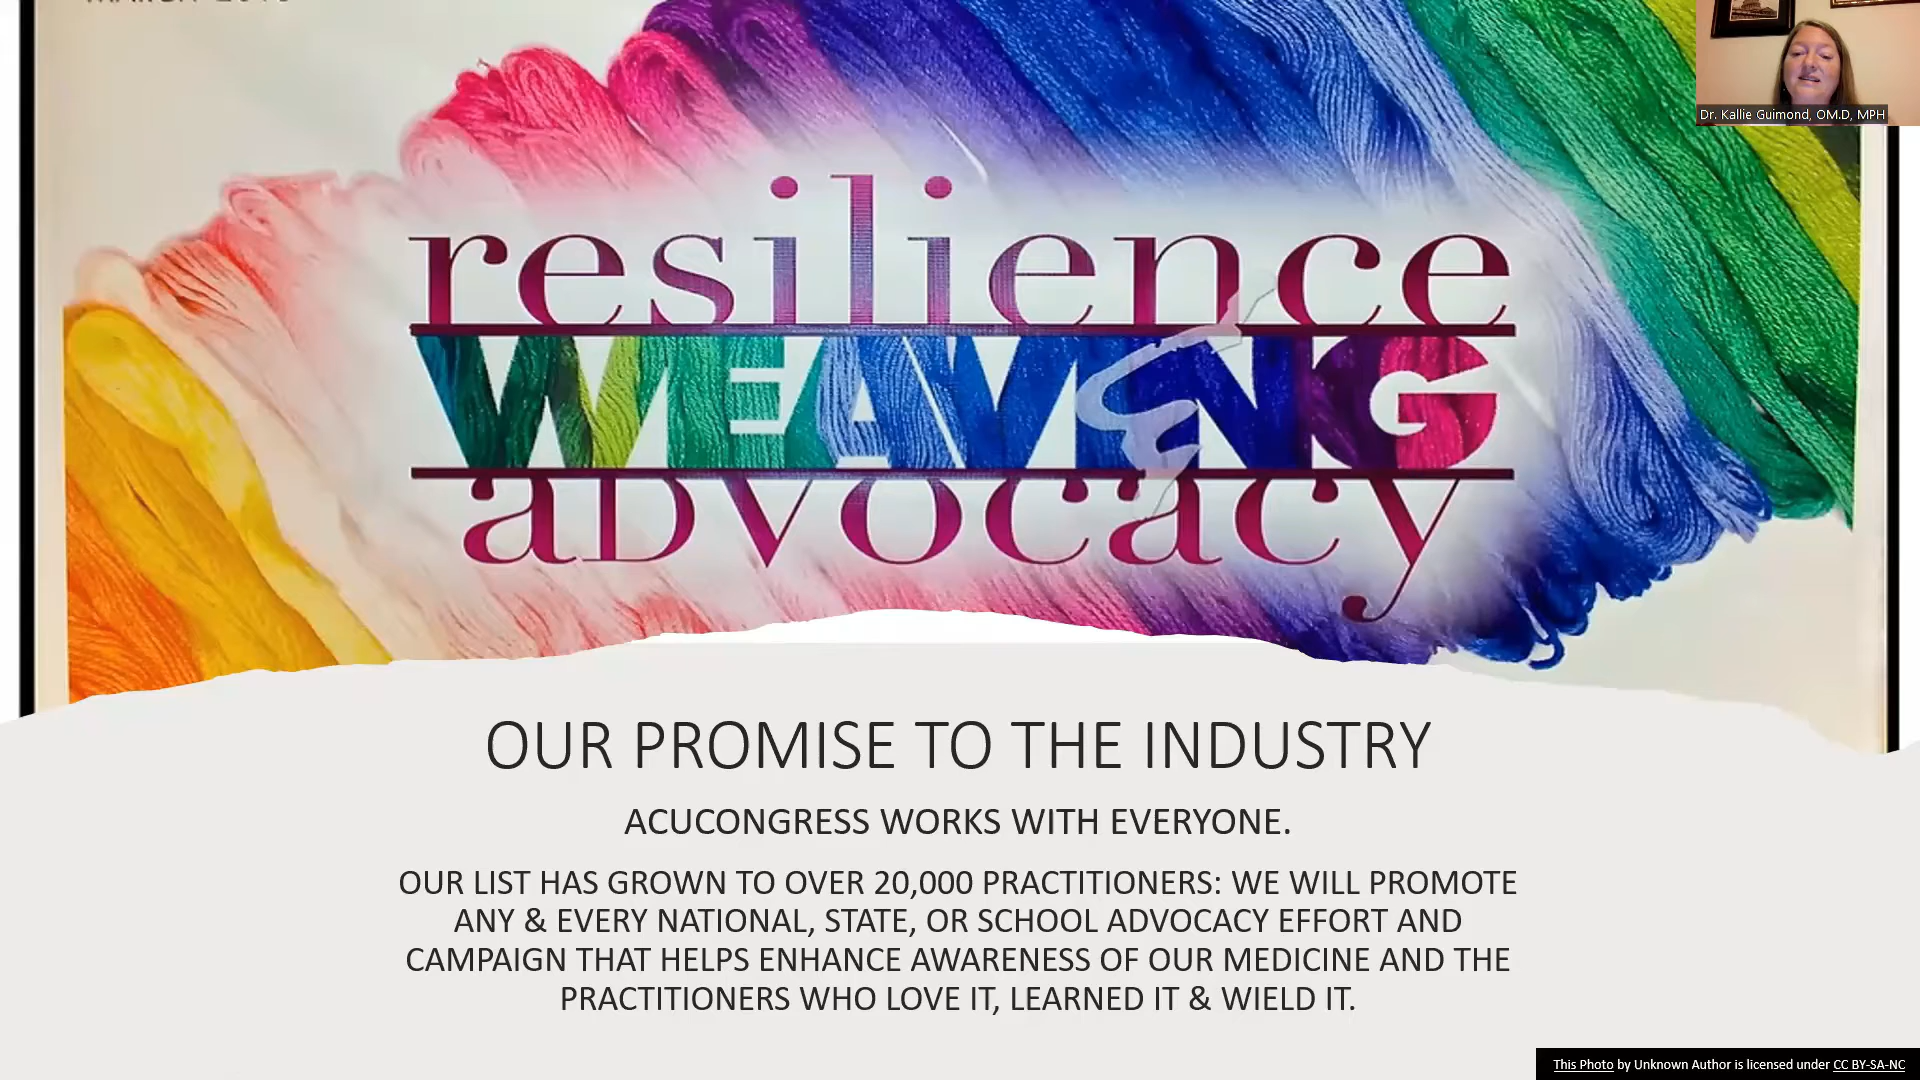 Dr. Kallie Guimond, OM.D, MPH
resilience
WEAVING
&
aDvocacy
OUR PROMISE TO THE INDUSTRY
ACUCONGRESS WORKS WITH EVERYONE.
OUR LIST HAS GROWN TO OVER 20,000 PRACTITIONERS: WE WILL PROMOTE
ANY & EVERY NATIONAL, STATE, OR SCHOOL ADVOCACY EFFORT AND
CAMPAIGN THAT HELPS ENHANCE AWARENESS OF OUR MEDICINE AND THE
PRACTITIONERS WHO LOVE IT, LEARNED IT & WIELD IT.
This Photo by Unknown Author is licensed under CC BY-SA-NC